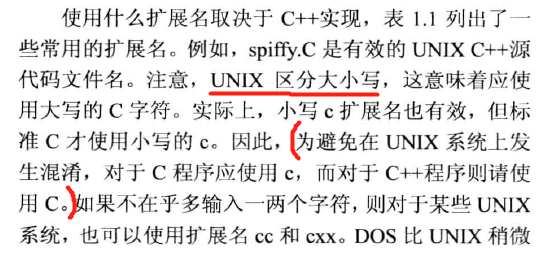 使用什么扩展名取决于 C++实现，表 1.1 列出了一
些常用的扩展名。例如，spiffy.C 是有效的 UNIX C++源
代码文件名。注意，UNIX 区分大小写，这意味着应使
用大写的 C 字符。实际上，小写 c 扩展名也有效，但标
准 C 才使用小写的 c。因此，为避免在 UNIX 系统上发
生混淆，对于 C 程序应使用 c，而对于 C++程序则请使
用 C。如果不在乎多输入一两个字符，则对于某些 UNIX
系统，也可以使用扩展名 cc 和 cxx。DOS 比 UNIX 稍微